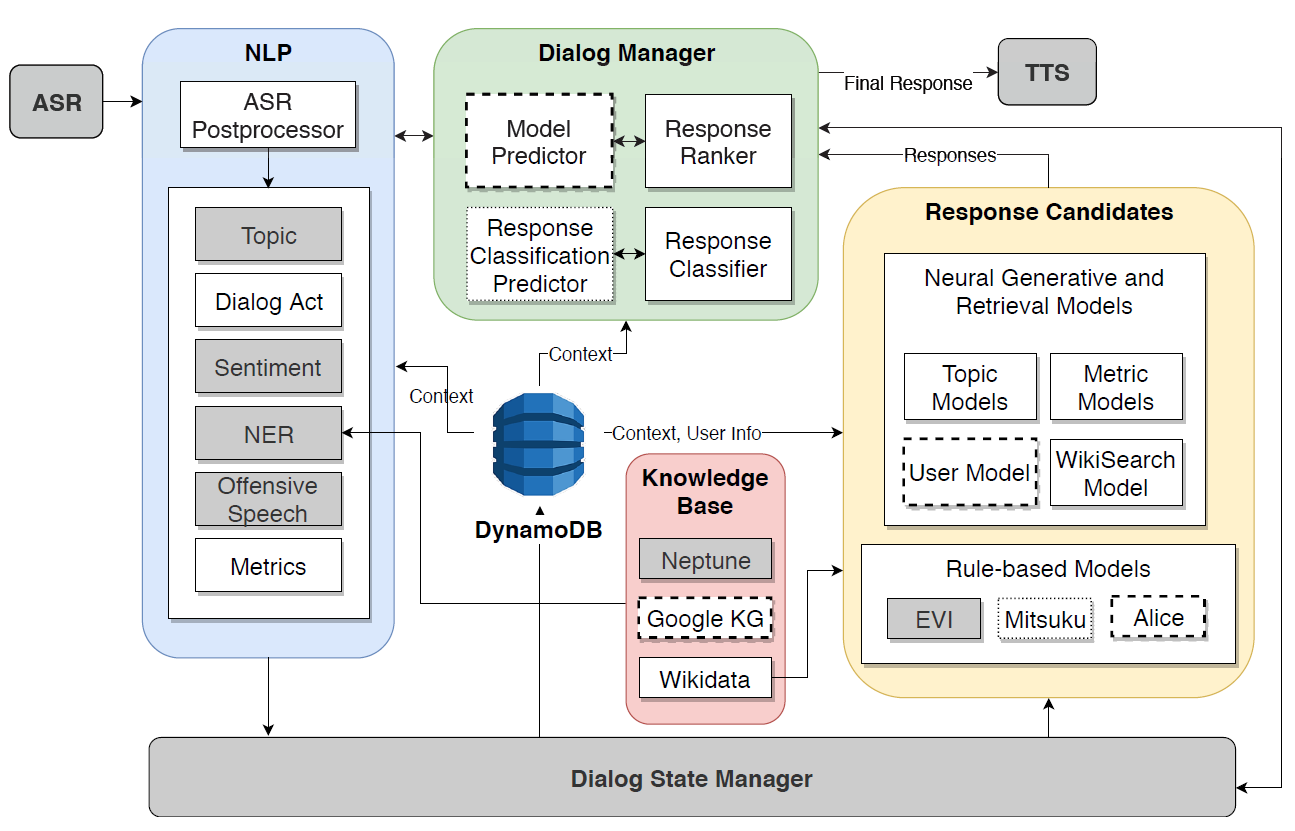 ASR
NLP
ASR
Postprocessor
Topic
Dialog Act
Sentiment
NER
Offensive
Speech
Metrics
Dialog Manager
Model
Predictor
Response
Ranker
Response
Classification
Predictor
Response
Classifier
Final Response
TTS
Responses
Context
Context
Context, User Info
DynamoDB
Knowledge
Base
Neptune
Google KG
Wikidata
Response Candidates
Neural Generative and
Retrieval Models
Topic
Models
Metric
Models
User Model
WikiSearch
Model
Rule-based Models
EVI
Mitsuku
Alice
Dialog State Manager